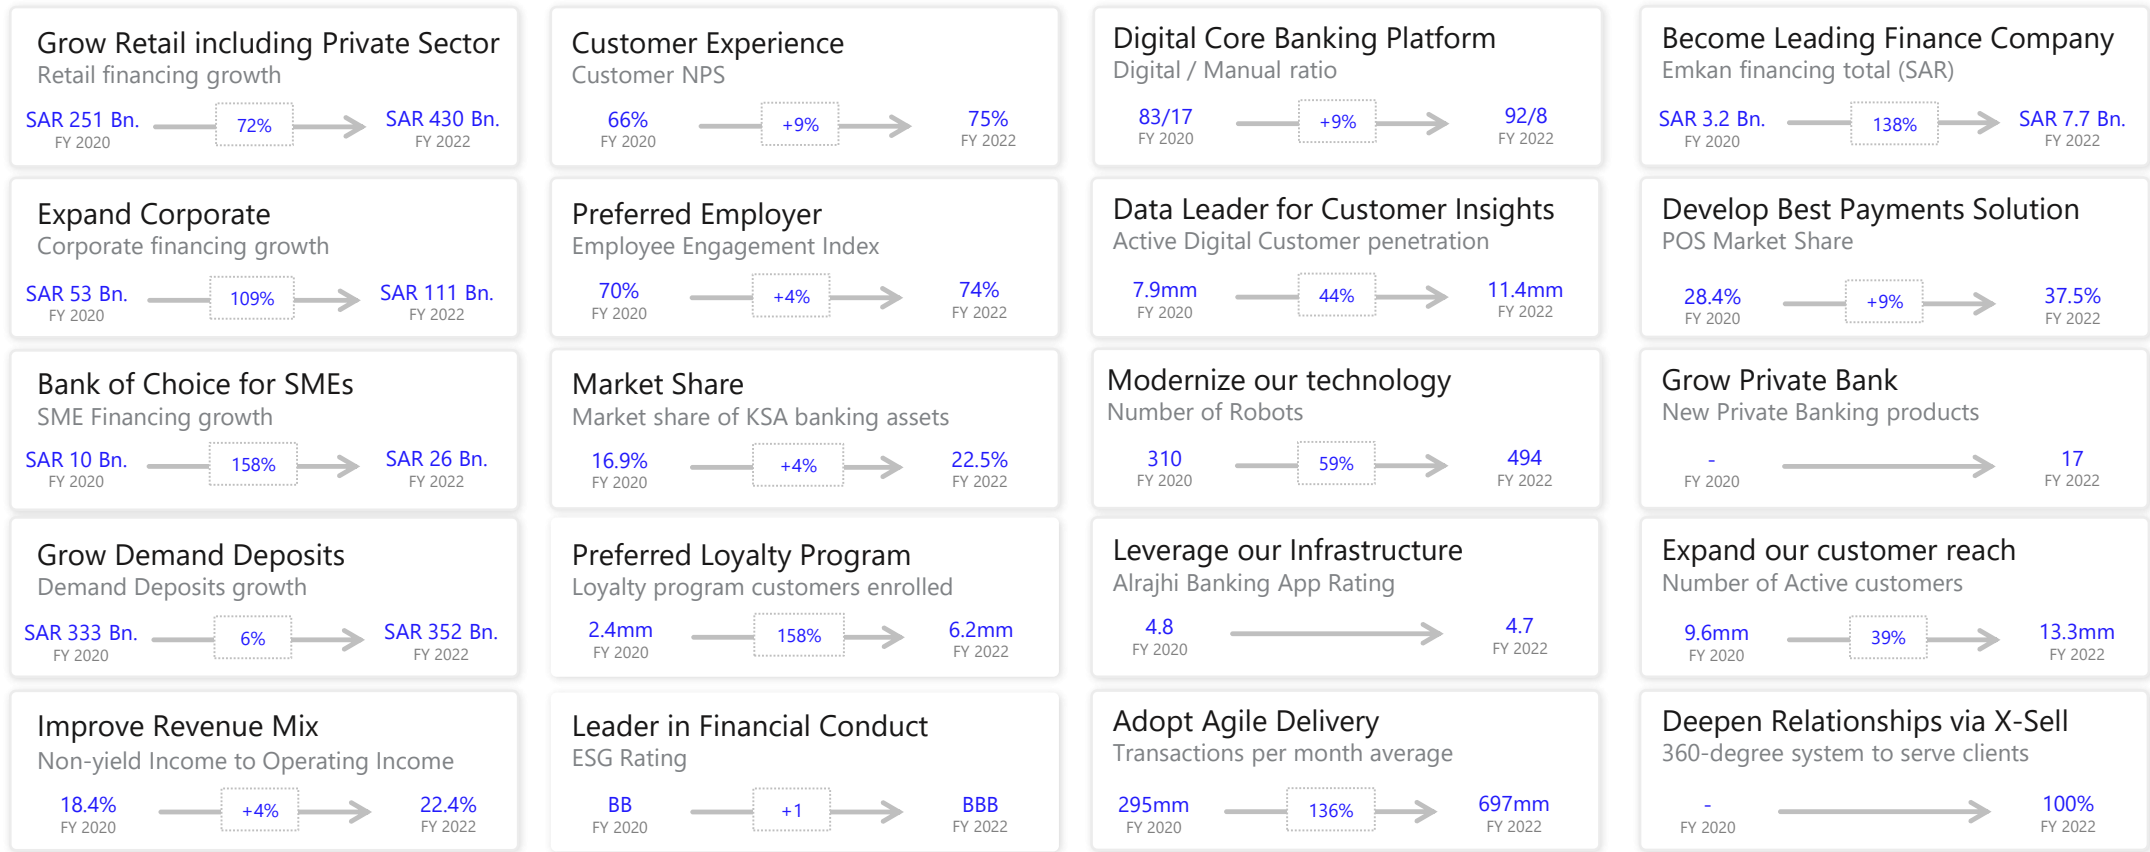 Grow Retail including Private Sector
Retail financing growth
SAR 251 Bn.
FY 2020
72%
SAR 430 Bn.
FY 2022
Customer Experience
Customer NPS
66%
FY 2020
+9%
75%
FY 2022
Digital Core Banking Platform
Digital / Manual ratio
83/17
FY 2020
+9%
92/8
FY 2022
Become Leading Finance Company
Emkan financing total (SAR)
SAR 3.2 Bn.
FY 2020
138%
SAR 7.7 Bn.
FY 2022
Expand Corporate
Corporate financing growth
SAR 53 Bn.
FY 2020
109%
SAR 111 Bn.
FY 2022
Preferred Employer
Employee Engagement Index
70%
FY 2020
+4%
74%
FY 2022
Data Leader for Customer Insights
Active Digital Customer penetration
7.9mm
FY 2020
44%
11.4mm
FY 2022
Develop Best Payments Solution
POS Market Share
28.4%
FY 2020
+9%
37.5%
FY 2022
Bank of Choice for SMEs
SME Financing growth
SAR 10 Bn.
FY 2020
158%
SAR 26 Bn.
FY 2022
Market Share
Market share of KSA banking assets
16.9%
FY 2020
+4%
22.5%
FY 2022
Modernize our technology
Number of Robots
310
FY 2020
59%
494
FY 2022
Grow Private Bank
New Private Banking products
-
FY 2020
17
FY 2022
Grow Demand Deposits
Demand Deposits growth
SAR 333 Bn.
FY 2020
6%
SAR 352 Bn.
FY 2022
Preferred Loyalty Program
Loyalty program customers enrolled
2.4mm
FY 2020
158%
6.2mm
FY 2022
Leverage our Infrastructure
Alrajhi Banking App Rating
4.8
FY 2020
4.7
FY 2022
Expand our customer reach
Number of Active customers
9.6mm
FY 2020
39%
13.3mm
FY 2022
Improve Revenue Mix
Non-yield Income to Operating Income
18.4%
FY 2020
+4%
22.4%
FY 2022
Leader in Financial Conduct
ESG Rating
BB
FY 2020
+1
BBB
FY 2022
Adopt Agile Delivery
Transactions per month average
295mm
FY 2020
136%
697mm
FY 2022
Deepen Relationships via X-Sell
360-degree system to serve clients
-
FY 2020
100%
FY 2022